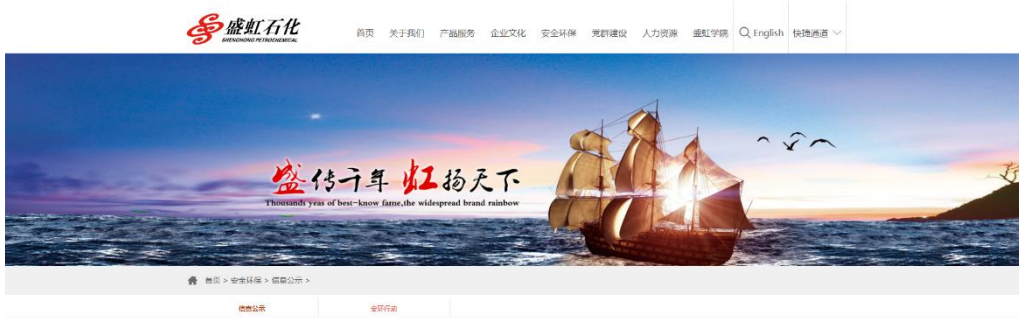 盛虹石化
SHENGHONG PETROCHEMICAL
首页 关于我们 产品服务 企业文化 安全环保 党群建设 人力资源 盛虹学院 English 快捷通道
盛传千年 虹扬天下
Thousands yeas of best-know fame,the widespread brand rainbow
首页 > 安全环保 > 信息公示 >
信息公示 安环行动